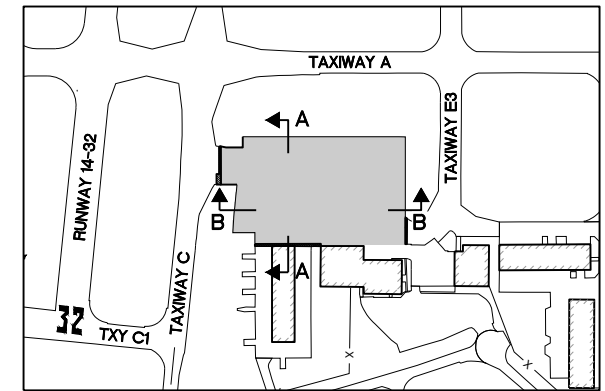 TAXIWAY A
A
TAXIWAY E3
RUNWAY 14-32
B
B
A
TAXIWAY C
32
TXY C1
X
X